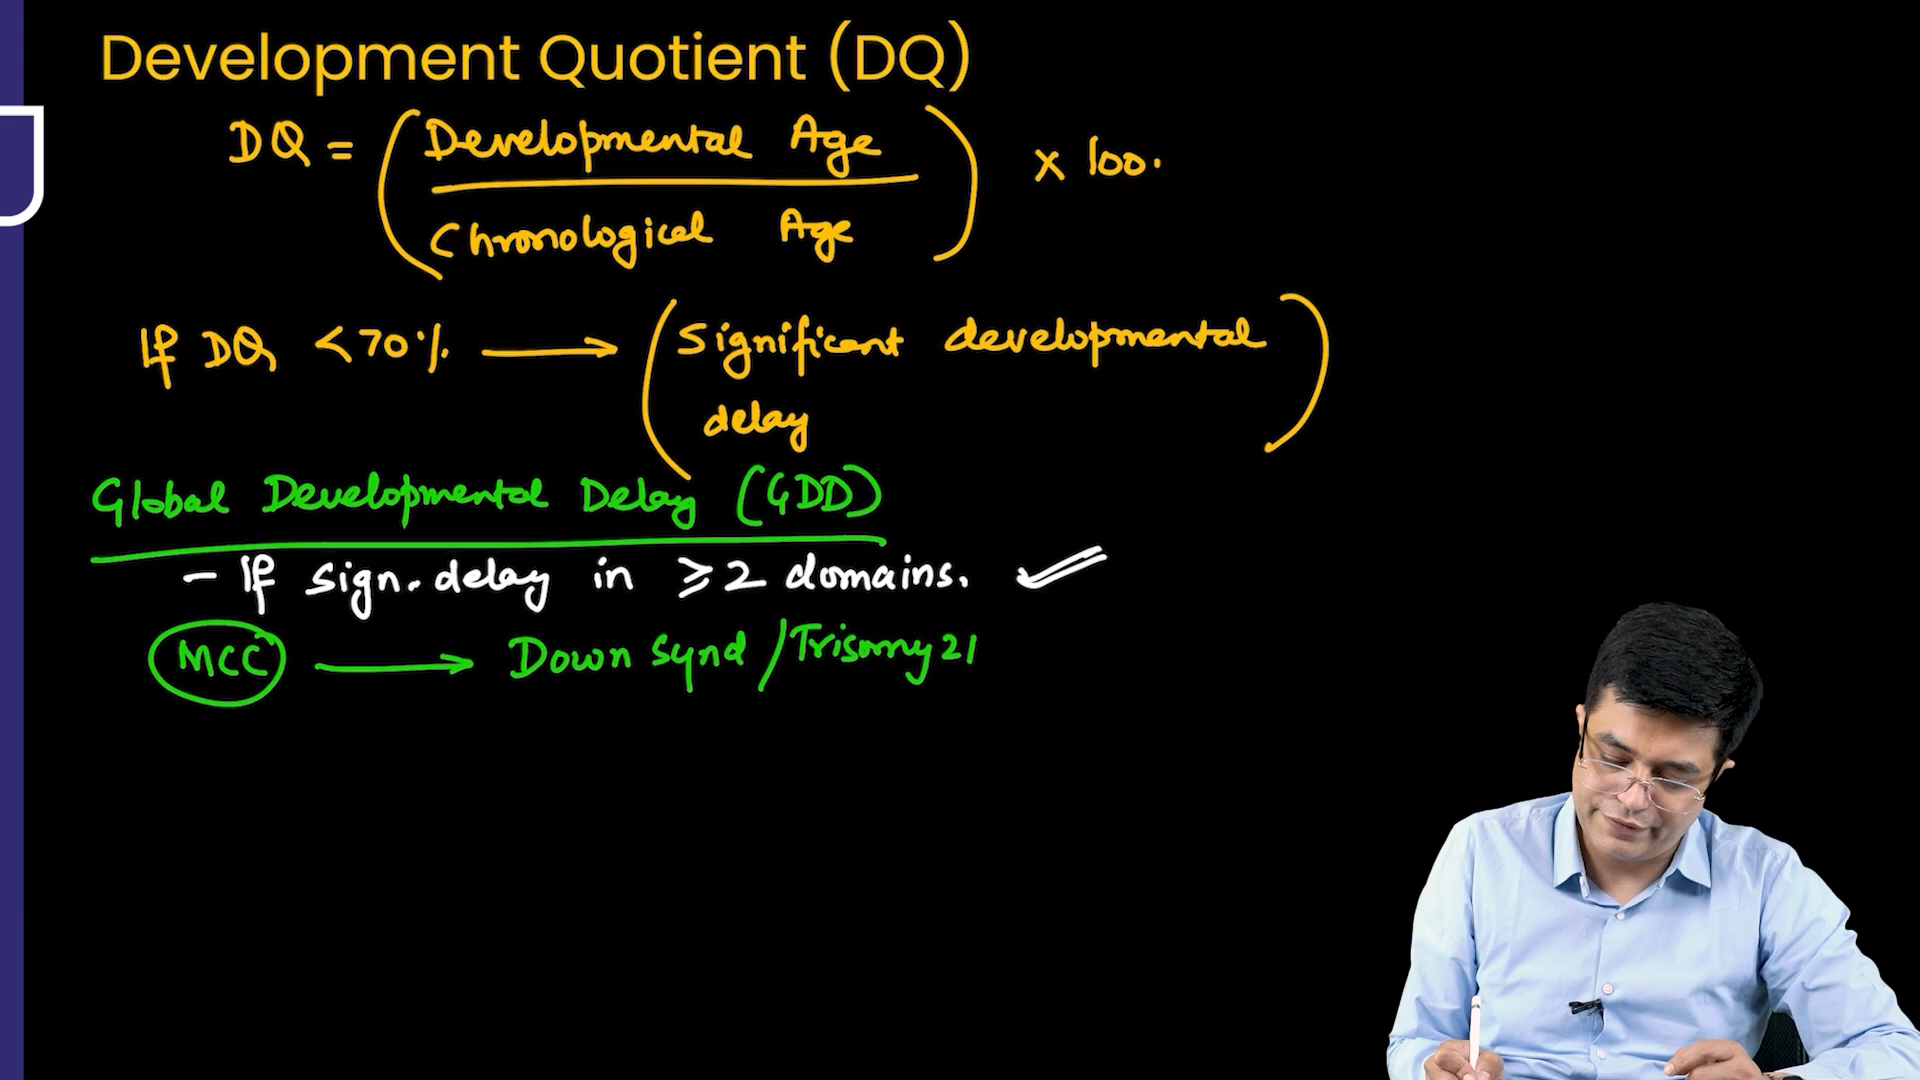 Development Quotient (DQ)
DQ = (Developmental Age / Chronological Age) x 100.
If DQ <70% → (Significant developmental
delay)
Global Developmental Delay (GDD)
- If sign. delay in ≥2 domains. ✓
MCC → Down Synd / Trisomy 21